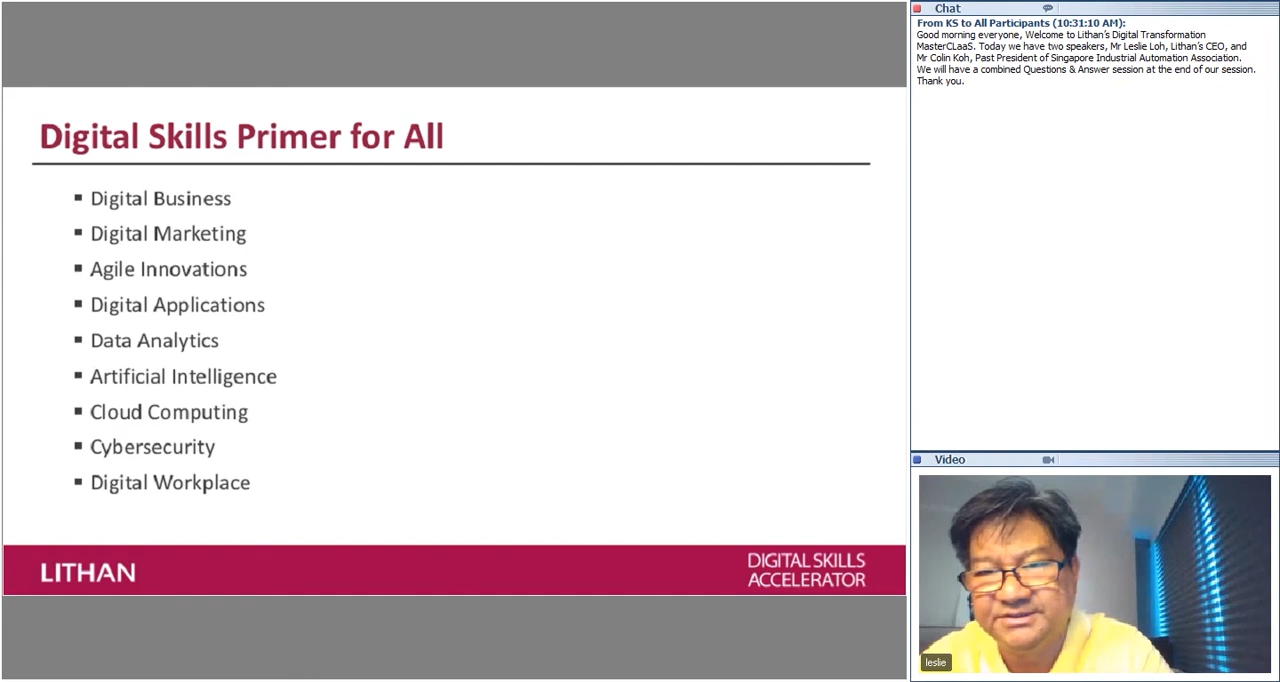 Digital Skills Primer for All
Digital Business
Digital Marketing
Agile Innovations
Digital Applications
Data Analytics
Artificial Intelligence
Cloud Computing
Cybersecurity
Digital Workplace
LITHAN
DIGITAL SKILLS
ACCELERATOR
Chat
From KS to All Participants (10:31:10 AM):
Good morning everyone, Welcome to Lithan's Digital Transformation
MasterCLaaS. Today we have two speakers, Mr Leslie Loh, Lithan's CEO, and
Mr Colin Koh, Past President of Singapore Industrial Automation Association.
We will have a combined Questions & Answer session at the end of our session.
Thank you.
Video
leslie